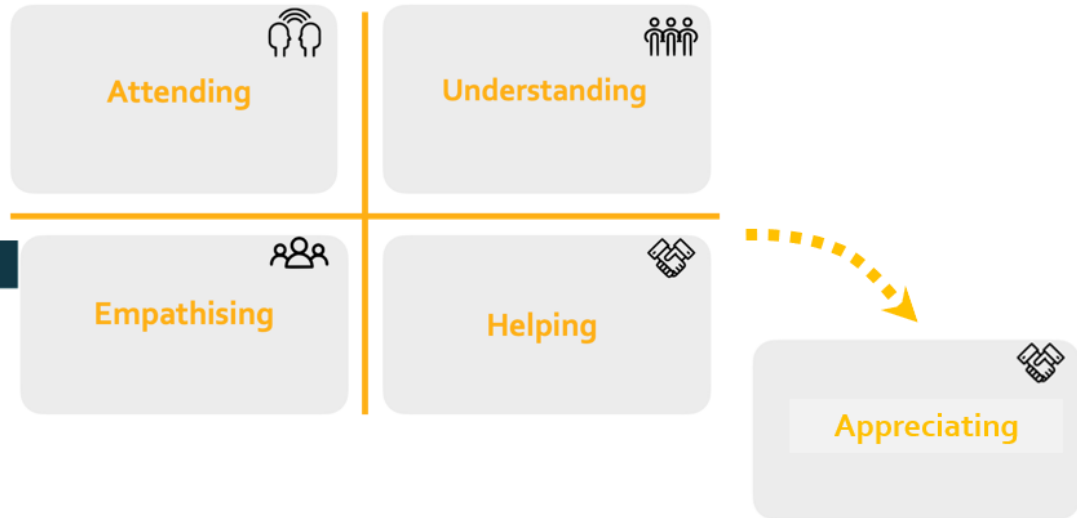 Attending
Understanding
Empathising
Helping
Appreciating